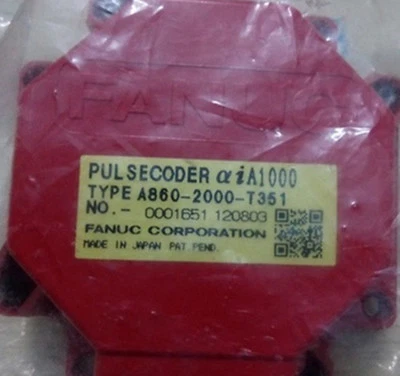 FANUC
PULSECODER αiA1000
TYPE A860-2000-T351
NO.- 0001651 120803
FANUC CORPORATION
MADE IN JAPAN PAT.PEND.